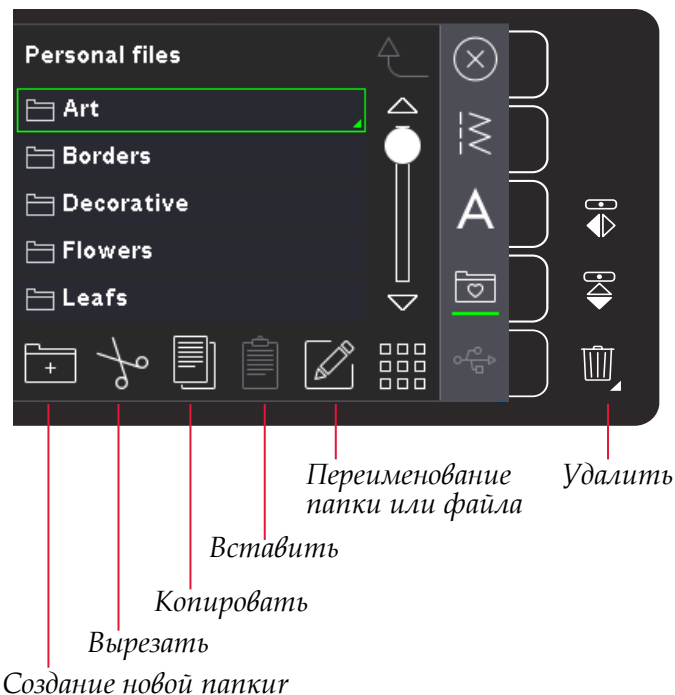 Personal files
Art
Borders
Decorative
Flowers
Leafs
A
Переименование
папки или файла
Удалить
Вставить
Копировать
Вырезать
Создание новой папкиr